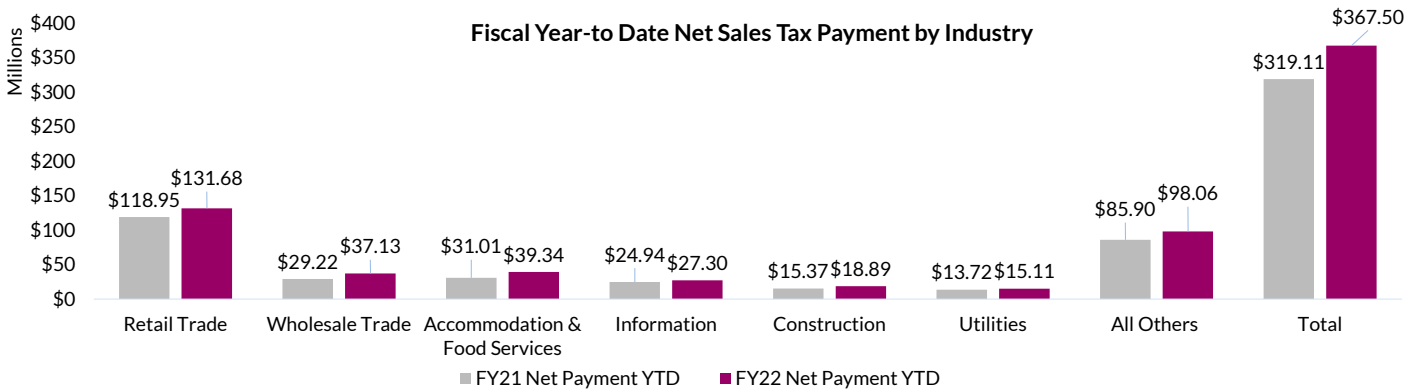 Fiscal Year-to Date Net Sales Tax Payment by Industry
Millions
$400
$350
$300
$250
$200
$150
$100
$50
$0
$118.95
$131.68
$29.22
$37.13
$31.01
$39.34
$24.94
$27.30
$15.37
$18.89
$13.72
$15.11
$85.90
$98.06
$319.11
$367.50
Retail Trade
Wholesale Trade
Accommodation &
Food Services
Information
Construction
Utilities
All Others
Total
FY21 Net Payment YTD
FY22 Net Payment YTD